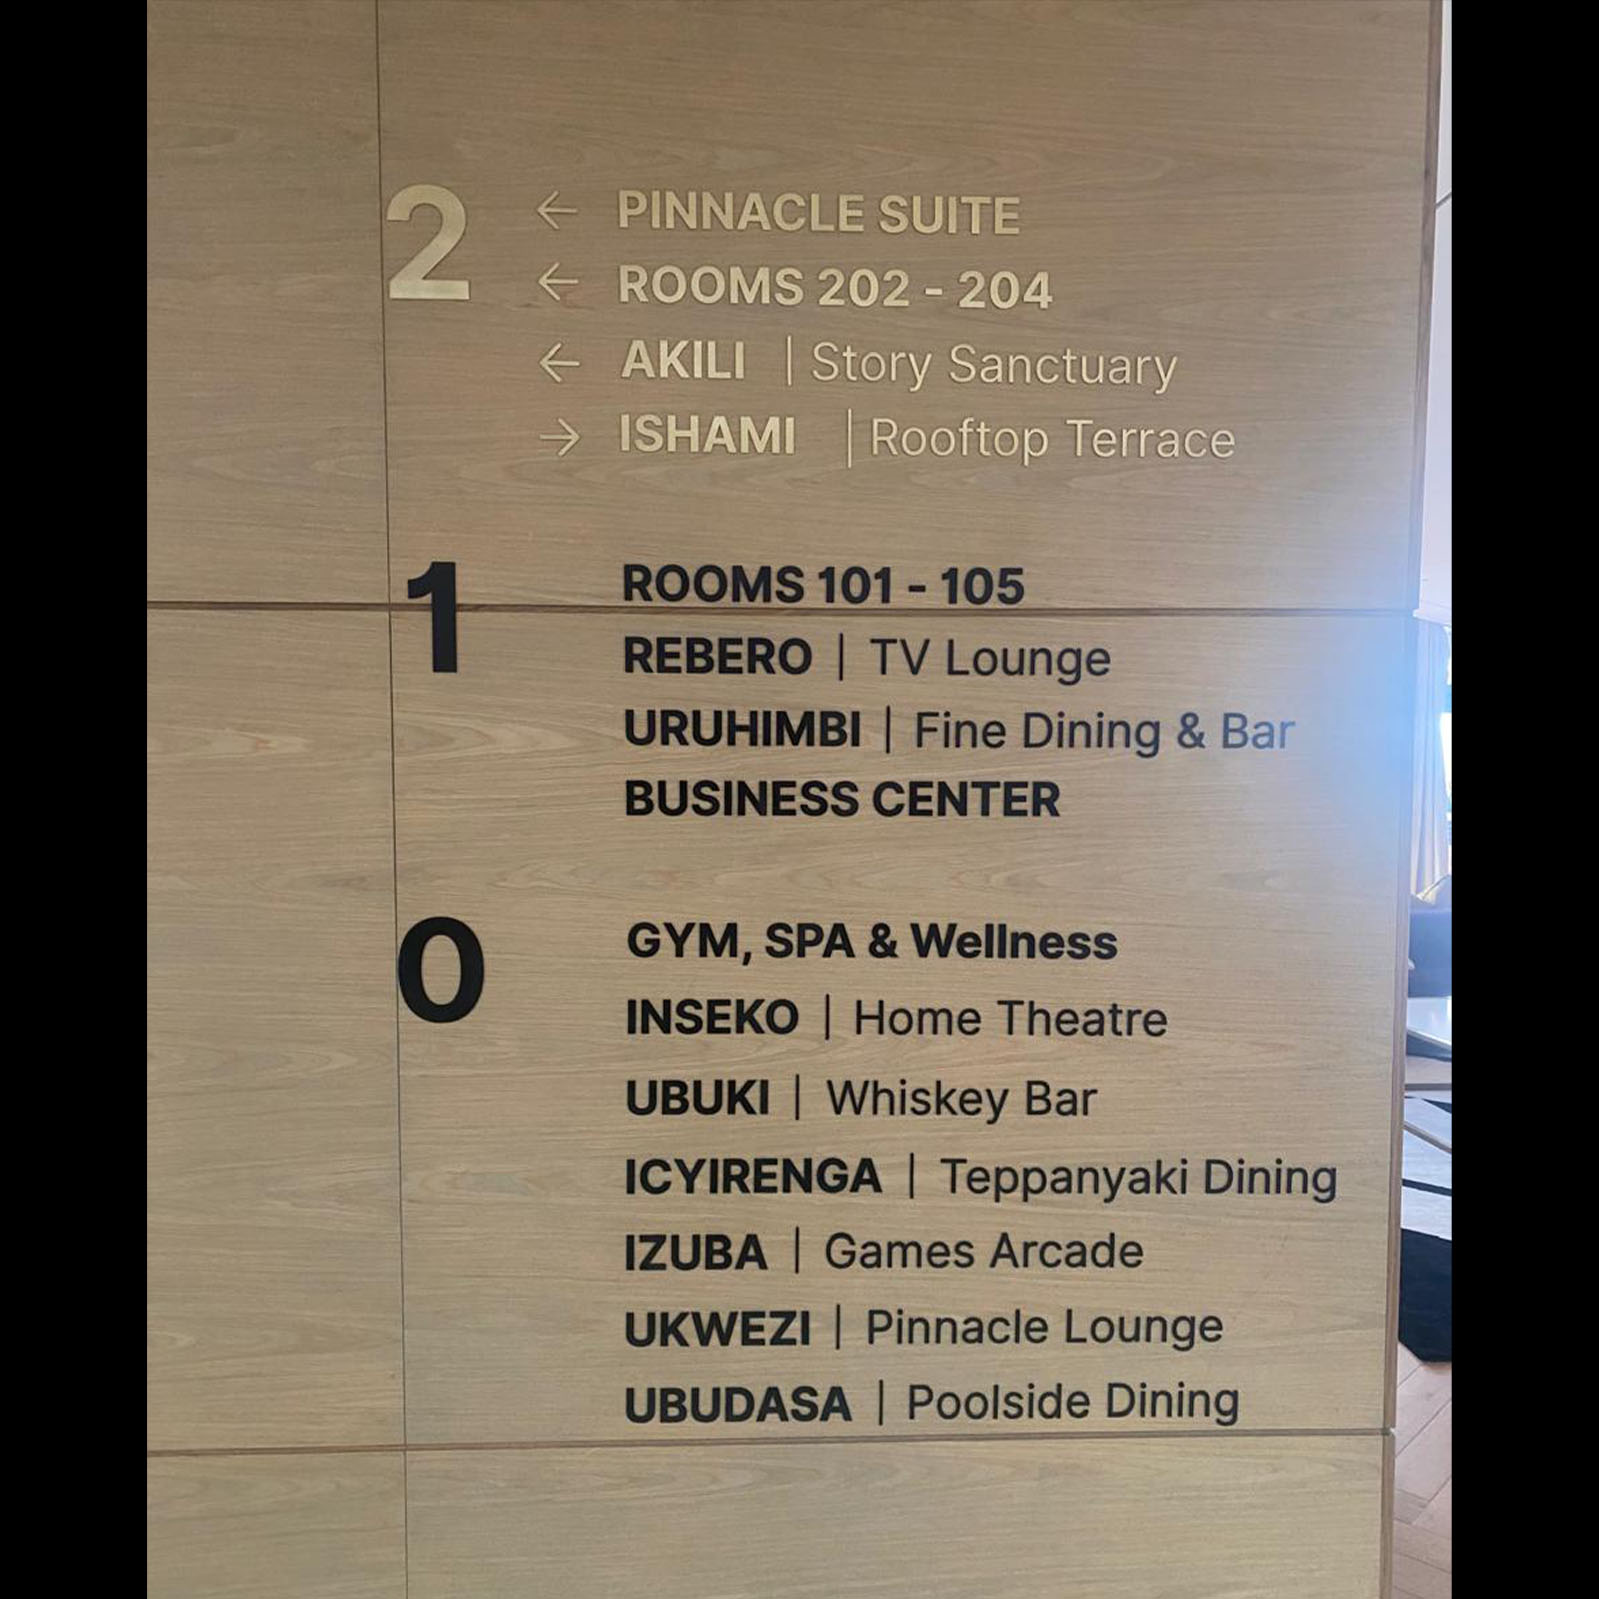 2 ← PINNACLE SUITE
← ROOMS 202 - 204
← AKILI | Story Sanctuary
→ ISHAMI | Rooftop Terrace
1 ROOMS 101 - 105
REBERO | TV Lounge
URUHIMBI | Fine Dining & Bar
BUSINESS CENTER
0 GYM, SPA & Wellness
INSEKO | Home Theatre
UBUKI | Whiskey Bar
ICYIRENGA | Teppanyaki Dining
IZUBA | Games Arcade
UKWEZI | Pinnacle Lounge
UBUDASA | Poolside Dining